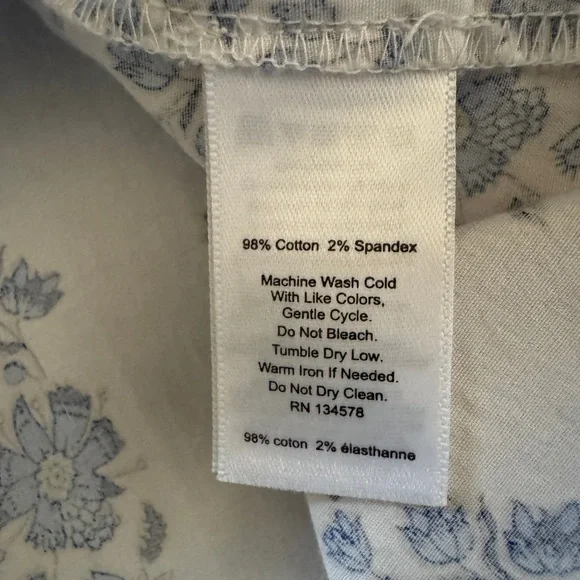 98% Cotton 2% Spandex
Machine Wash Cold
With Like Colors,
Gentle Cycle.
Do Not Bleach.
Tumble Dry Low.
Warm Iron If Needed.
Do Not Dry Clean.
RN 134578
98% coton 2% élasthanne